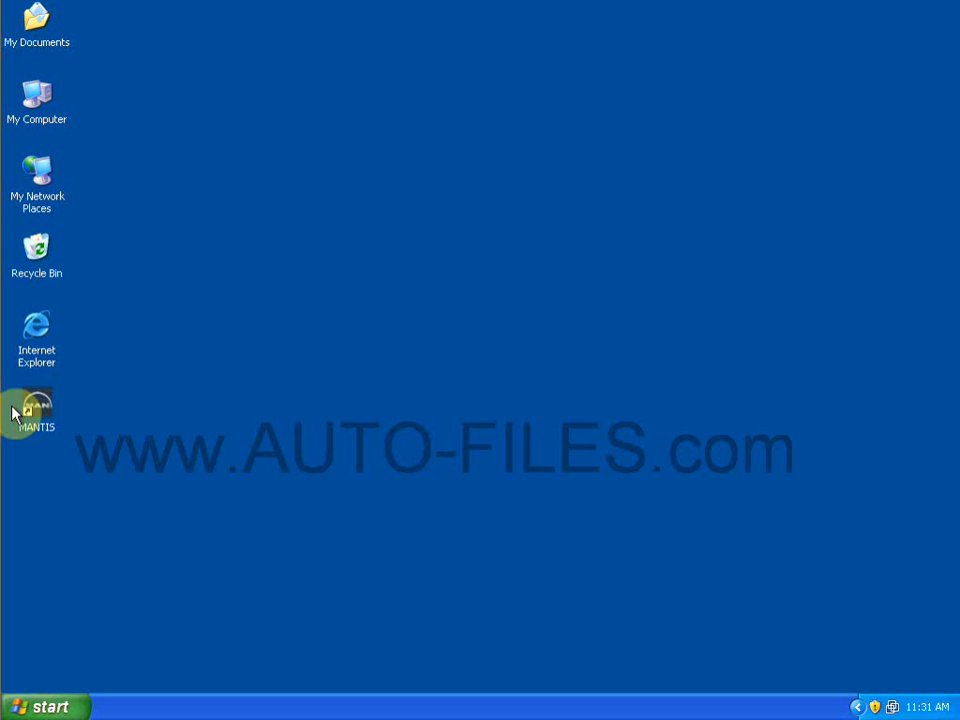 My Documents
My Computer
My Network
Places
Recycle Bin
Internet
Explorer
MAN
MANTIS
www.AUTO-FILES.com
start
11:31 AM